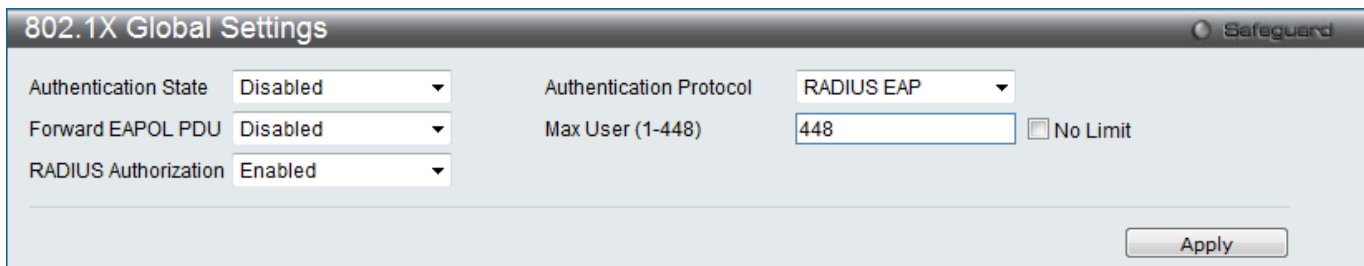 802.1X Global Settings Safeguard
Authentication State Disabled Authentication Protocol RADIUS EAP
Forward EAPOL PDU Disabled Max User (1-448) 448 No Limit
RADIUS Authorization Enabled
Apply